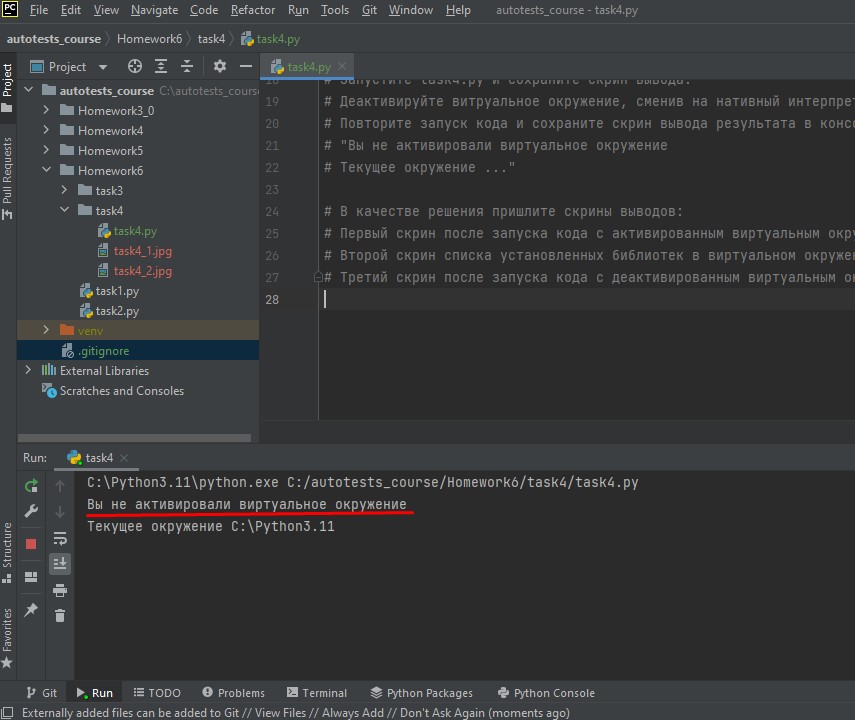 PC File Edit View Navigate Code Refactor Run Tools Git Window Help autotests_course - task4.py
autotests_course Homework6 task4 task4.py
Project
Project
task4.py
autotests_course C:\autotests_cours
Homework3_0
Homework4
Homework5
Homework6
task3
task4
task4.py
task4_1.jpg
task4_2.jpg
task1.py
task2.py
venv
.gitignore
External Libraries
Scratches and Consoles
Pull Requests
18 # Запустите task4.py и сохраните скрин вывода.
19 # Деактивируйте витруальное окружение, сменив на нативный интерпрет
20 # Повторите запуск кода и сохраните скрин вывода результата в консо
21 # "Вы не активировали виртуальное окружение
22 # Текущее окружение ..."
23
24 # В качестве решения пришлите скрины выводов:
25 # Первый скрин после запуска кода с активированным виртуальным окру
26 # Второй скрин списка установленных библиотек в виртуальном окруже
27 # Третий скрин после запуска кода с деактивированным виртуальным ок
28
Run: task4
C:\Python3.11\python.exe C:/autotests_course/Homework6/task4/task4.py
Вы не активировали виртуальное окружение
Текущее окружение C:\Python3.11
Structure
Favorites
Git Run TODO Problems Terminal Python Packages Python Console
Externally added files can be added to Git // View Files // Always Add // Don't Ask Again (moments ago)